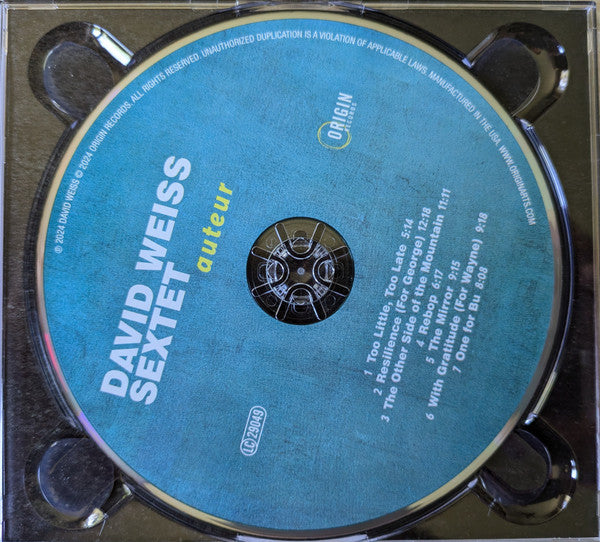 ℗ 2024 DAVID WEISS © 2024 ORIGIN RECORDS. ALL RIGHTS RESERVED. UNAUTHORIZED DUPLICATION IS A VIOLATION OF APPLICABLE LAWS. MANUFACTURED IN THE USA. WWW.ORIGINARTS.COM
ORIGIN
RECORDS
DAVID WEISS
SEXTET
auteur
1 Too Little, Too Late 5:14
2 Resilience (For George) 12:18
3 The Other Side of the Mountain 11:11
4 Rebop 6:17
5 The Mirror 9:15
6 With Gratitude (For Wayne) 9:18
7 One for Bu 8:08
LC 29049